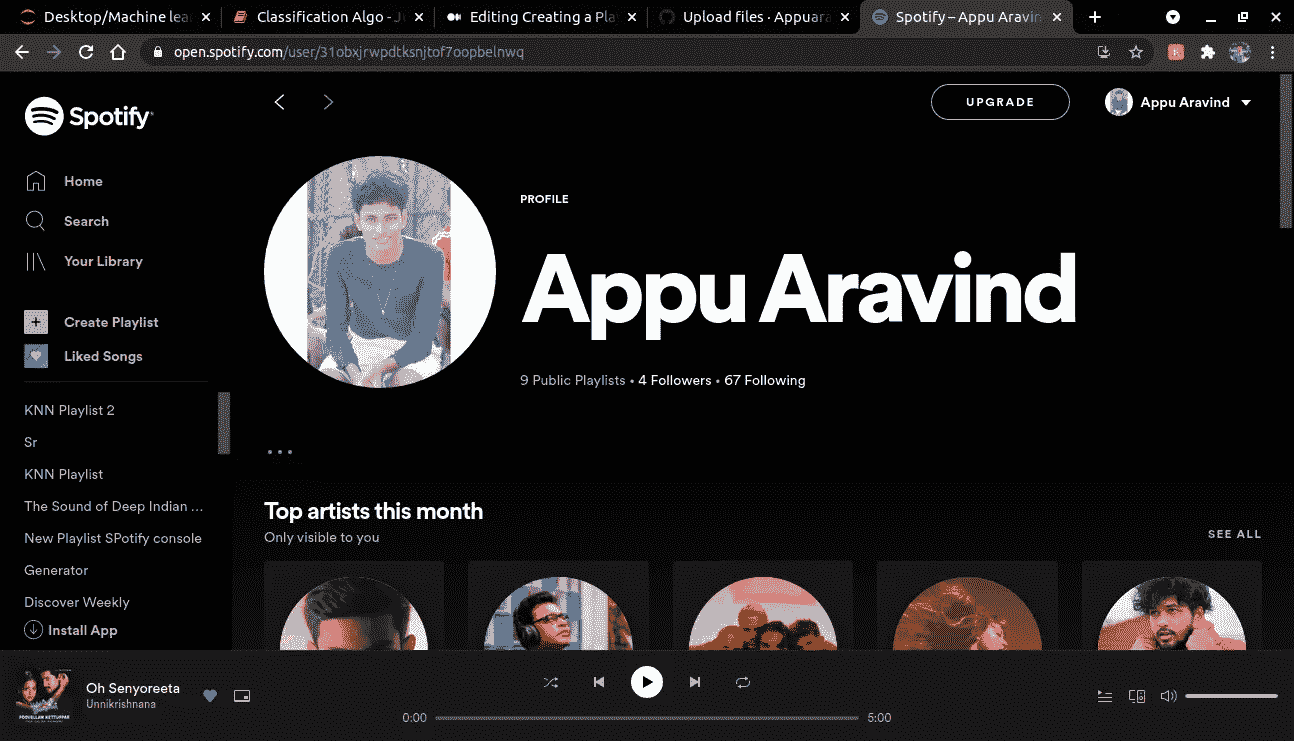 Desktop/Machine lea
Classification Algo - Ju
Editing Creating a Play
Upload files · Appuara
Spotify – Appu Aravin
open.spotify.com/user/31obxjrwpdtksnjtof7oopbelnwq
Spotify
UPGRADE
Appu Aravind
Home
Search
Your Library
Create Playlist
Liked Songs
PROFILE
Appu Aravind
9 Public Playlists • 4 Followers • 67 Following
KNN Playlist 2
Sr
KNN Playlist
The Sound of Deep Indian ...
New Playlist SPotify console
Generator
Discover Weekly
Install App
Top artists this month
Only visible to you
SEE ALL
Oh Senyoreeta
Unnikrishnana
0:00
5:00